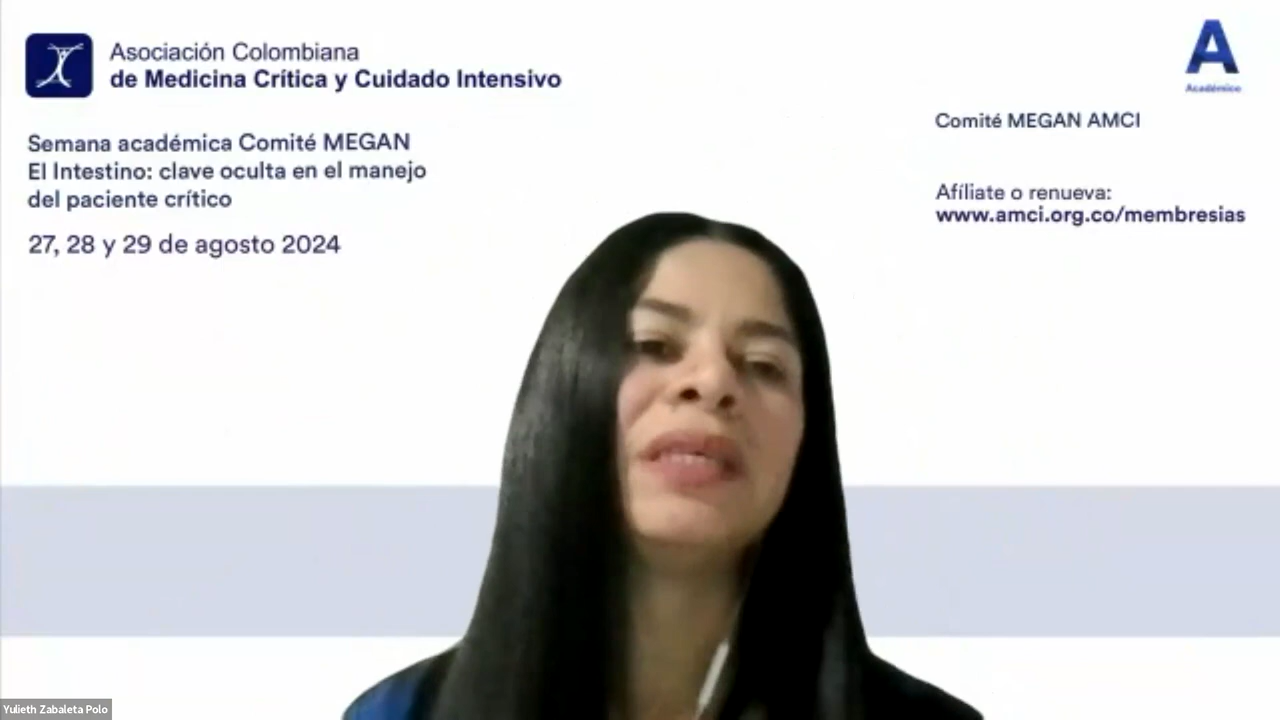 Asociación Colombiana
de Medicina Crítica y Cuidado Intensivo
Semana académica Comité MEGAN
El Intestino: clave oculta en el manejo
del paciente crítico
27, 28 y 29 de agosto 2024
A
Académico
Comité MEGAN AMCI
Afíliate o renueva:
www.amci.org.co/membresias
Yulieth Zabaleta Polo